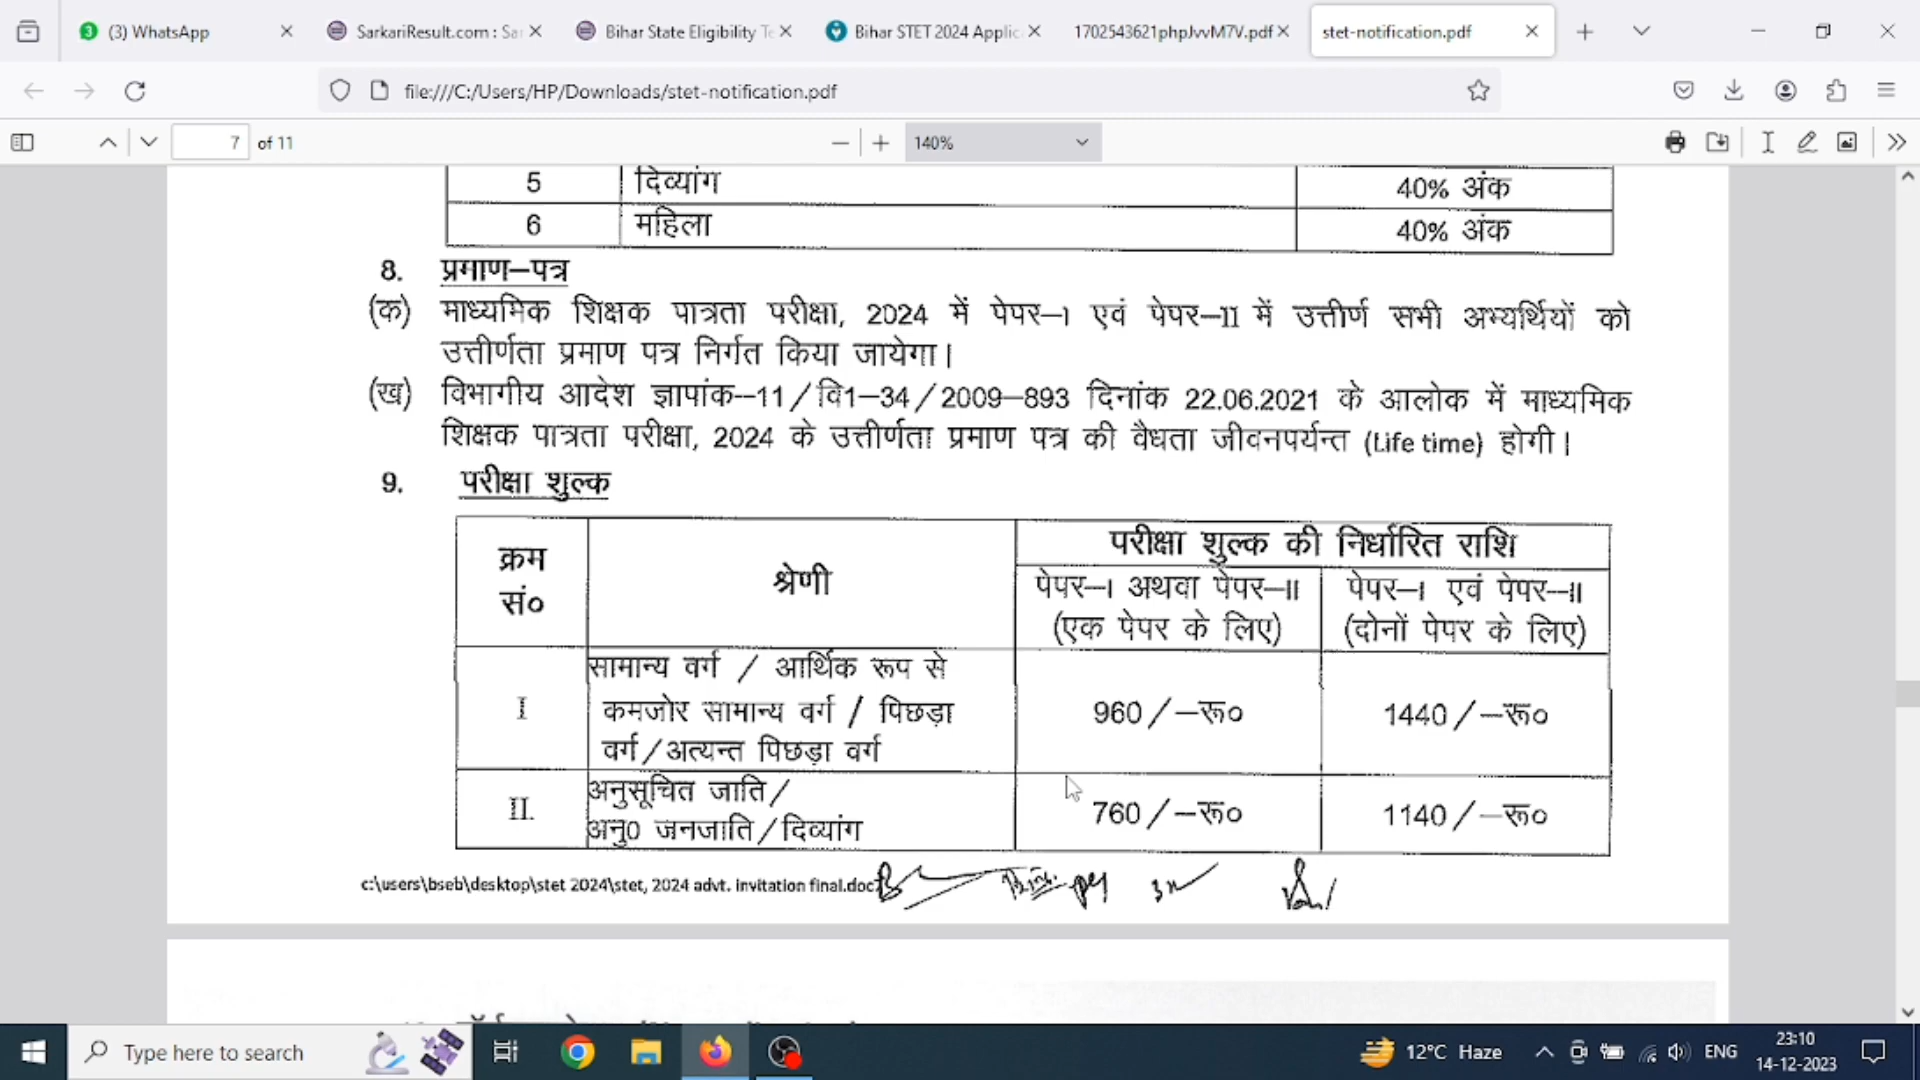 (3) WhatsApp
SarkariResult.com : Sar
Bihar State Eligibility Te
Bihar STET 2024 Applic
1702543621phpJvvM7V.pdf
stet-notification.pdf
file:///C:/Users/HP/Downloads/stet-notification.pdf
7 of 11
140%
5 दिव्यांग 40% अंक
6 महिला 40% अंक
8. प्रमाण–पत्र
(क) माध्यमिक शिक्षक पात्रता परीक्षा, 2024 में पेपर–I एवं पेपर–II में उत्तीर्ण सभी अभ्यर्थियों को
उत्तीर्णता प्रमाण पत्र निर्गत किया जायेगा।
(ख) विभागीय आदेश ज्ञापांक--11/वि1–34/2009–893 दिनांक 22.06.2021 के आलोक में माध्यमिक
शिक्षक पात्रता परीक्षा, 2024 के उत्तीर्णता प्रमाण पत्र की वैधता जीवनपर्यन्त (Life time) होगी।
9. परीक्षा शुल्क
क्रम सं०
श्रेणी
परीक्षा शुल्क की निर्धारित राशि
पेपर–I अथवा पेपर–II (एक पेपर के लिए)
पेपर–I एवं पेपर–II (दोनों पेपर के लिए)
I
सामान्य वर्ग / आर्थिक रूप से
कमजोर सामान्य वर्ग / पिछड़ा
वर्ग/अत्यन्त पिछड़ा वर्ग
960/–रू० 1440/–रू०
II.
अनुसूचित जाति/
अनु0 जनजाति/दिव्यांग
760/–रू० 1140/–रू०
c:\users\bseb\desktop\stet 2024\stet, 2024 advt. invitation final.doc
Type here to search
12°C Haze
ENG
23:10
14-12-2023